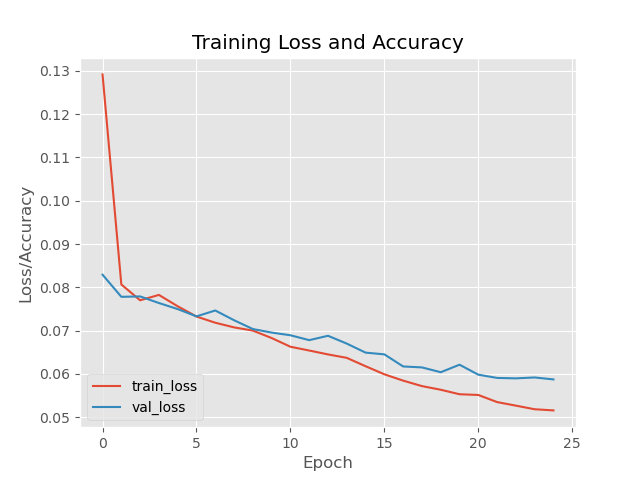 Training Loss and Accuracy
0.13
0.12
0.11
0.10
0.09
0.08
0.07
0.06
0.05
Loss/Accuracy
train_loss
val_loss
0 5 10 15 20 25
Epoch